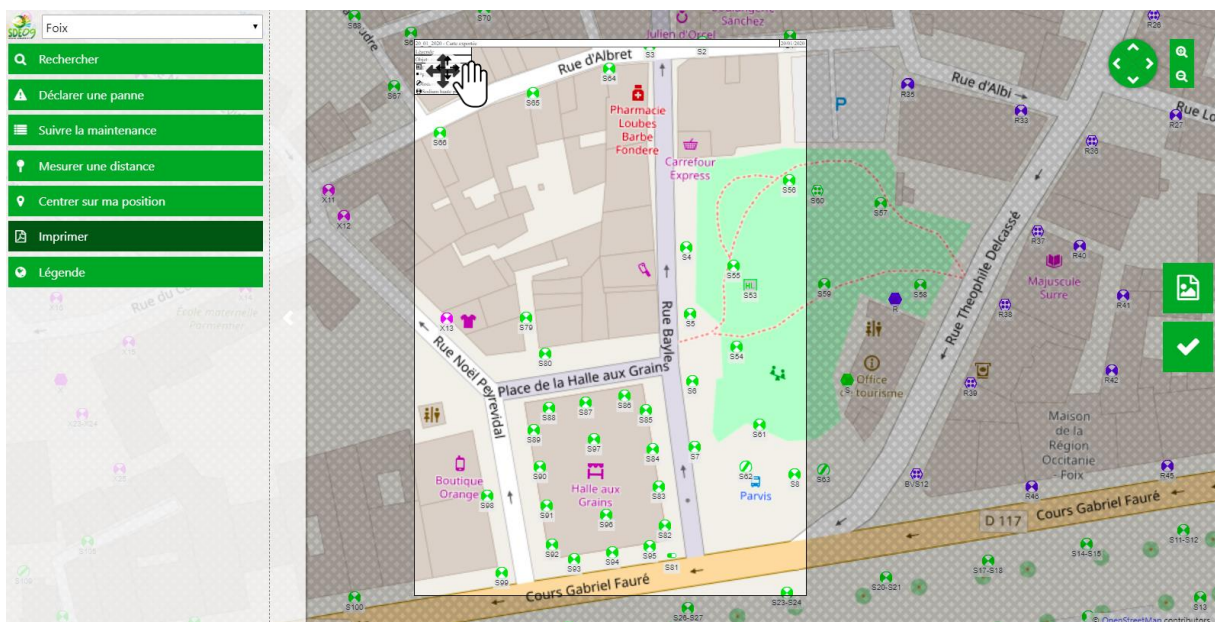 SDE09
Foix
Rechercher
Déclarer une panne
Suivre la maintenance
Mesurer une distance
Centrer sur ma position
Imprimer
Légende
20/01/2020
S70
Sanchez
Julien d'Orsel
S3
S2
Rue d'Albret
S64
S65
S66
S67
Pharmacie
Loubes
Barbe
Fondere
Carrefour
Express
P
R26
R35
Rue d'Albi
R33
R27
R36
S56
S60
S57
X11
X12
S4
S55
S53
S59
S58
R
Rue Theophile Delcassé
R37
R40
Majuscule
Surre
R38
R41
X13
S79
S80
S5
S54
Rue Bayle
Rue Noël Peyrevidal
Place de la Halle aux Grains
S6
Office
de tourisme
R39
R42
S88
S87
S86
S85
S89
S97
S84
S7
S61
Maison
de la
Région
Occitanie
- Foix
S90
Boutique
Orange
S98
Halle aux
Grains
S83
S62
S8
S63
Parvis
BVS12
R46
R45
S91
S96
S82
S92
S93
S94
S95
S81
S99
D 117
Cours Gabriel Fauré
Cours Gabriel Fauré
S11-S12
S14-S15
S17-S18
S20-S21
S100
S26-S27
S23-S24
S13
© OpenStreetMap contributors